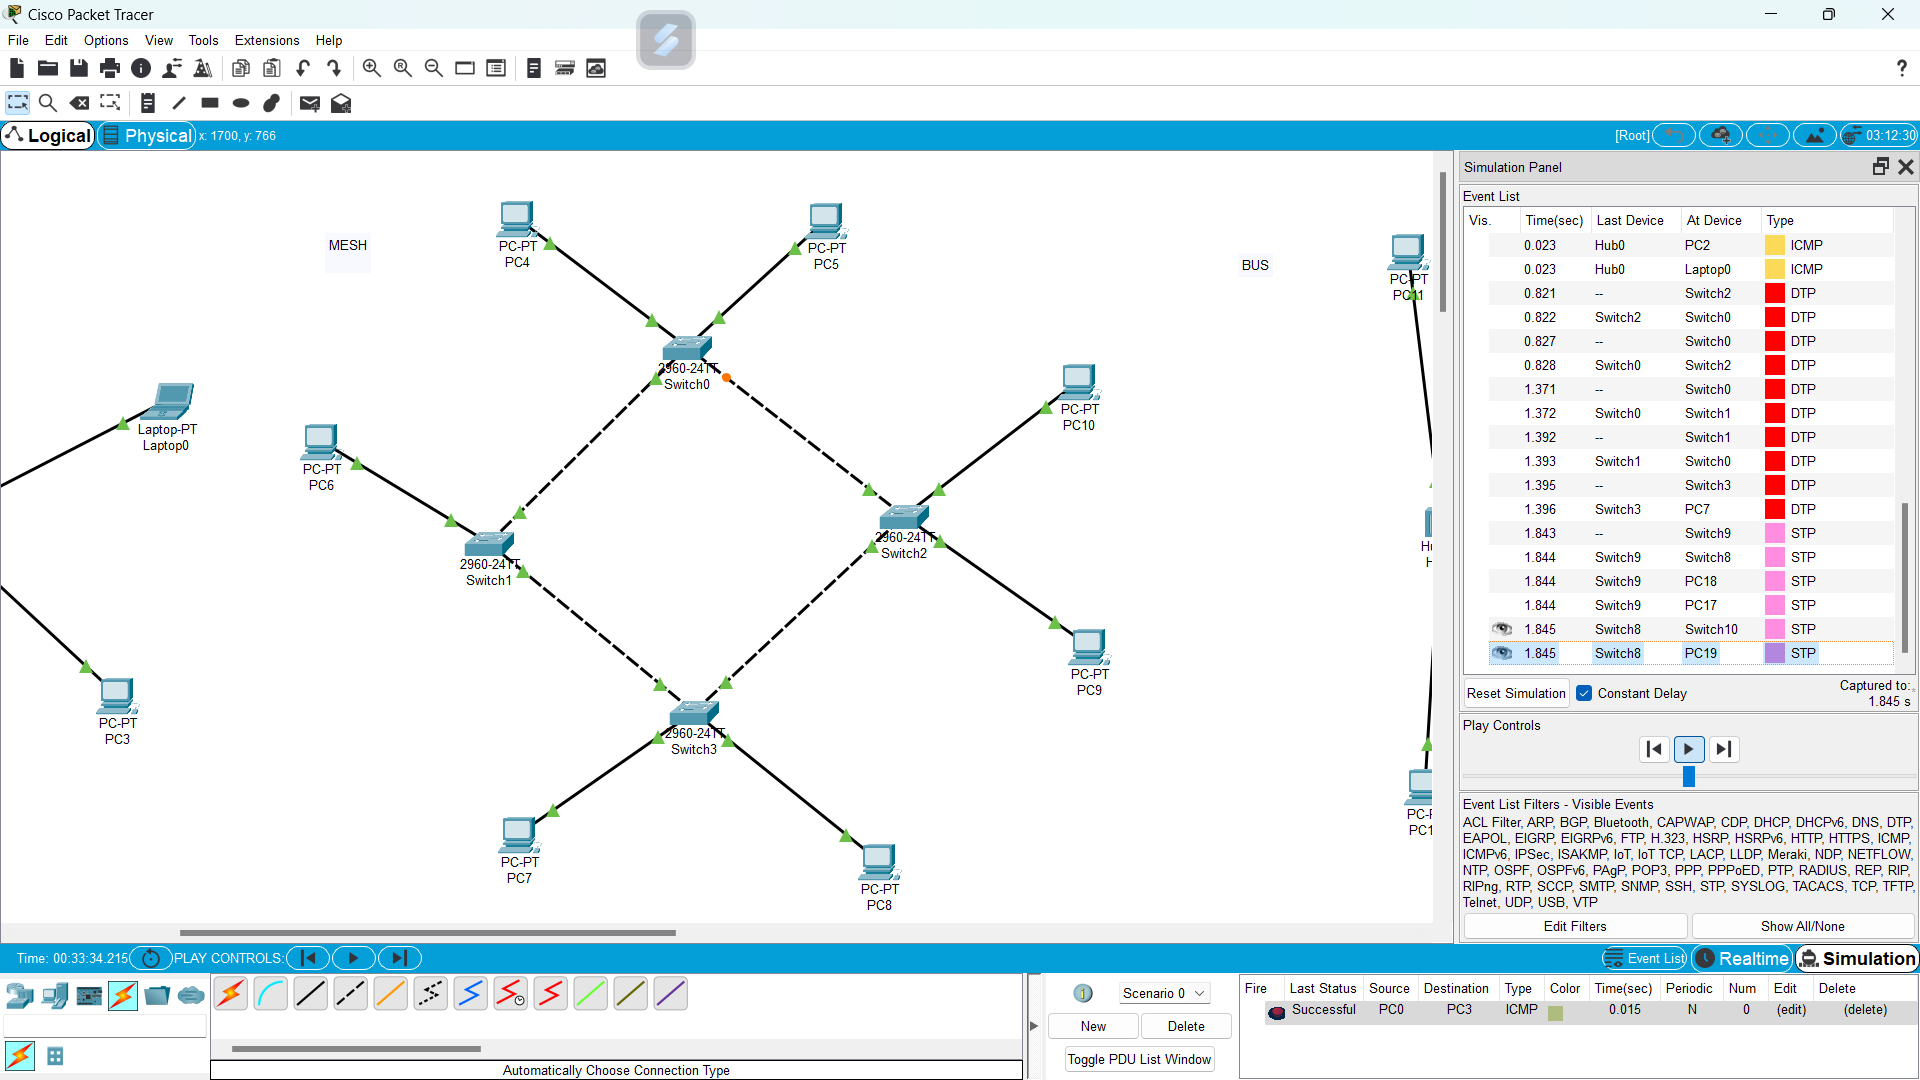 Cisco Packet Tracer
File Edit Options View Tools Extensions Help
Logical Physical x: 1700, y: 766 [Root] 03:12:30
MESH
BUS
PC-PT
PC4
PC-PT
PC5
PC-PT
PC11
2960-24TT
Switch0
PC-PT
PC10
Laptop-PT
Laptop0
PC-PT
PC6
2960-24TT
Switch1
2960-24TT
Switch2
PC-PT
PC9
PC-PT
PC3
2960-24TT
Switch3
PC-PT
PC7
PC-PT
PC8
Simulation Panel
Event List
Vis. Time(sec) Last Device At Device Type
0.023 Hub0 PC2 ICMP
0.023 Hub0 Laptop0 ICMP
0.821 -- Switch2 DTP
0.822 Switch2 Switch0 DTP
0.827 -- Switch0 DTP
0.828 Switch0 Switch2 DTP
1.371 -- Switch0 DTP
1.372 Switch0 Switch1 DTP
1.392 -- Switch1 DTP
1.393 Switch1 Switch0 DTP
1.395 -- Switch3 DTP
1.396 Switch3 PC7 DTP
1.843 -- Switch9 STP
1.844 Switch9 Switch8 STP
1.844 Switch9 PC18 STP
1.844 Switch9 PC17 STP
1.845 Switch8 Switch10 STP
1.845 Switch8 PC19 STP
Reset Simulation Constant Delay Captured to:
1.845 s
Play Controls
Event List Filters - Visible Events
ACL Filter, ARP, BGP, Bluetooth, CAPWAP, CDP, DHCP, DHCPv6, DNS, DTP,
EAPOL, EIGRP, EIGRPv6, FTP, H.323, HSRP, HSRPv6, HTTP, HTTPS, ICMP,
ICMPv6, IPSec, ISAKMP, IoT, IoT TCP, LACP, LLDP, Meraki, NDP, NETFLOW,
NTP, OSPF, OSPFv6, PAgP, POP3, PPP, PPPoED, PTP, RADIUS, REP, RIP,
RIPng, RTP, SCCP, SMTP, SNMP, SSH, STP, SYSLOG, TACACS, TCP, TFTP,
Telnet, UDP, USB, VTP
Edit Filters Show All/None
Time: 00:33:34.215 PLAY CONTROLS: Event List Realtime Simulation
Scenario 0
New Delete
Toggle PDU List Window
Fire Last Status Source Destination Type Color Time(sec) Periodic Num Edit Delete
Successful PC0 PC3 ICMP 0.015 N 0 (edit) (delete)
Automatically Choose Connection Type